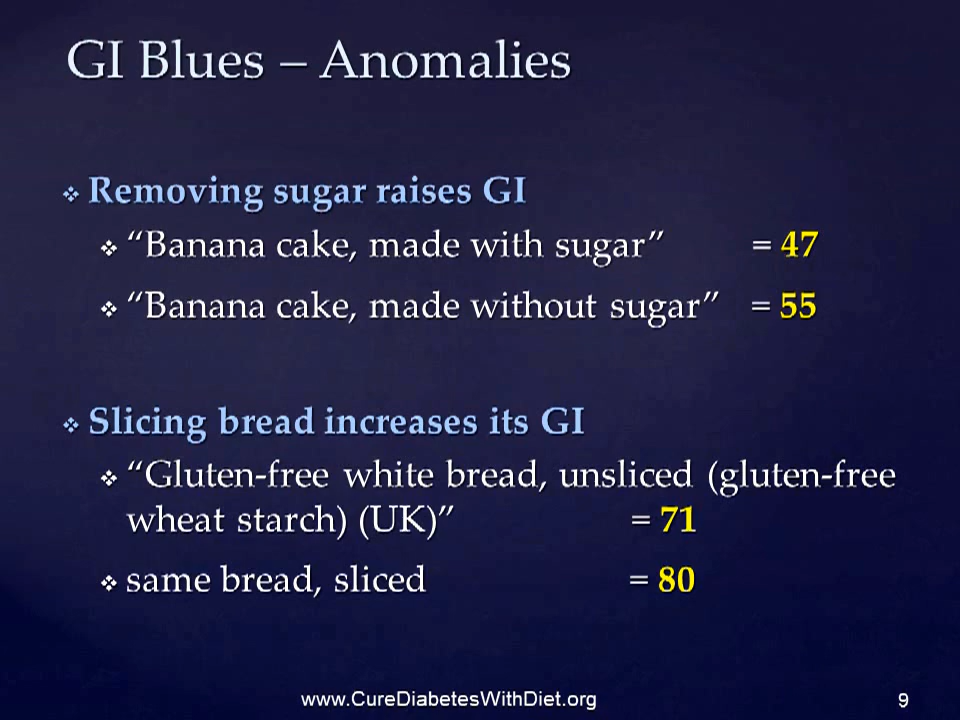 GI Blues – Anomalies
❖ Removing sugar raises GI
❖ “Banana cake, made with sugar” = 47
❖ “Banana cake, made without sugar” = 55
❖ Slicing bread increases its GI
❖ “Gluten-free white bread, unsliced (gluten-free
wheat starch) (UK)” = 71
❖ same bread, sliced = 80
www.CureDiabetesWithDiet.org 9